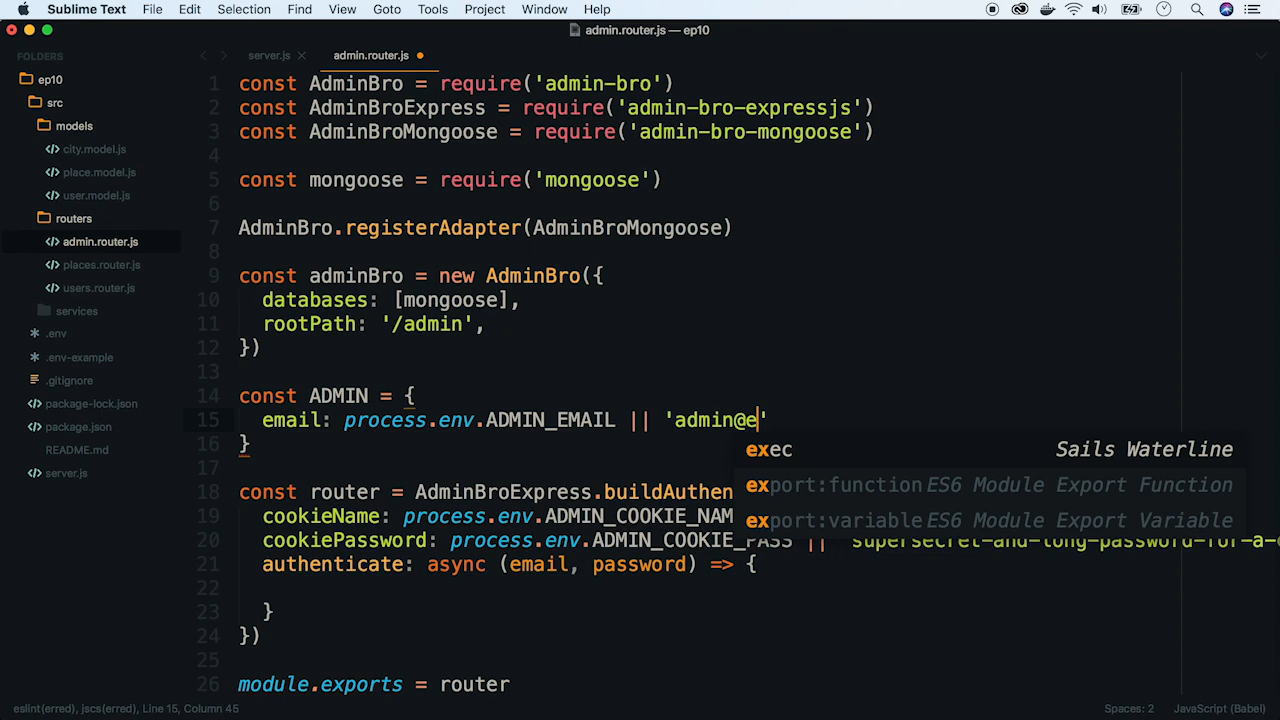 Sublime Text File Edit Selection Find View Goto Tools Project Window Help
admin.router.js — ep10
FOLDERS
ep10
src
models
city.model.js
place.model.js
user.model.js
routers
admin.router.js
places.router.js
users.router.js
services
.env
.env-example
.gitignore
package-lock.json
package.json
README.md
server.js
server.js admin.router.js
1 const AdminBro = require('admin-bro')
2 const AdminBroExpress = require('admin-bro-expressjs')
3 const AdminBroMongoose = require('admin-bro-mongoose')
4
5 const mongoose = require('mongoose')
6
7 AdminBro.registerAdapter(AdminBroMongoose)
8
9 const adminBro = new AdminBro({
10 databases: [mongoose],
11 rootPath: '/admin',
12 })
13
14 const ADMIN = {
15 email: process.env.ADMIN_EMAIL || 'admin@e'
16 }
exec Sails Waterline
export:function ES6 Module Export Function
export:variable ES6 Module Export Variable
17
18 const router = AdminBroExpress.buildAuthen
19 cookieName: process.env.ADMIN_COOKIE_NAM
20 cookiePassword: process.env.ADMIN_COOKIE_PASS || 'supersecret-and-long-password-for-a-c
21 authenticate: async (email, password) => {
22
23 }
24 })
25
26 module.exports = router
eslint(erred), jscs(erred), Line 15, Column 45 Spaces: 2 JavaScript (Babel)